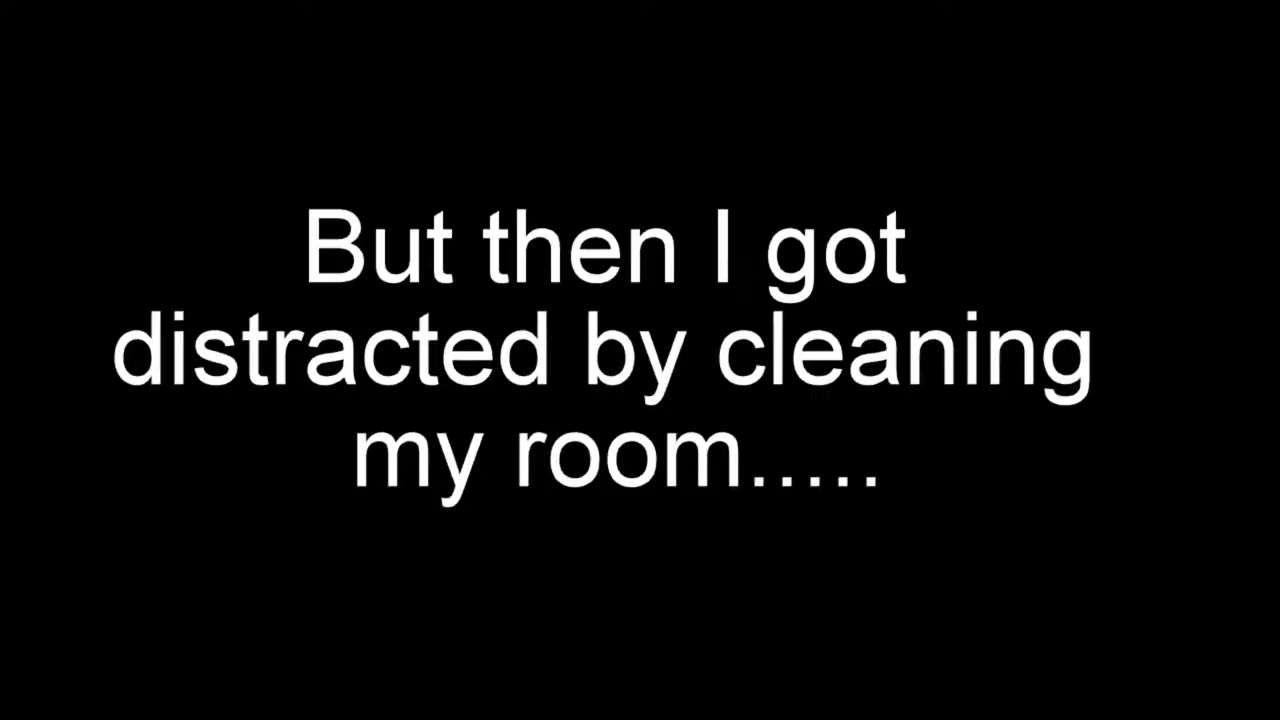 But then I got
distracted by cleaning
my room.....